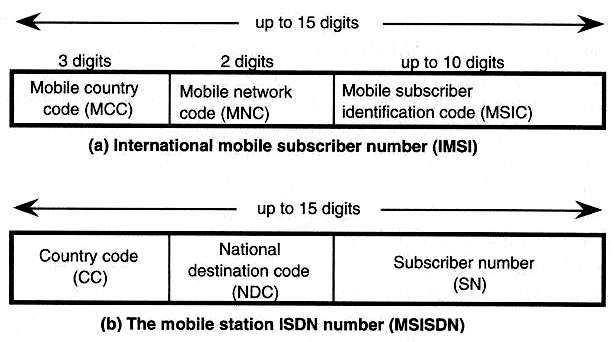 up to 15 digits
3 digits 2 digits up to 10 digits
Mobile country code (MCC)
Mobile network code (MNC)
Mobile subscriber identification code (MSIC)
(a) International mobile subscriber number (IMSI)
up to 15 digits
Country code (CC)
National destination code (NDC)
Subscriber number (SN)
(b) The mobile station ISDN number (MSISDN)